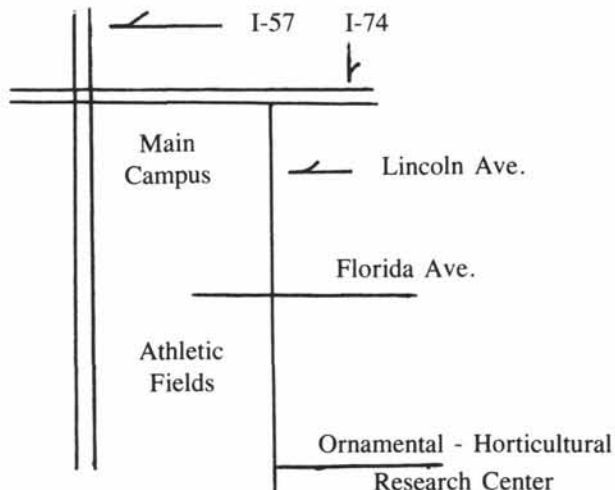 I-57 I-74
Main
Campus
Lincoln Ave.
Florida Ave.
Athletic
Fields
Ornamental - Horticultural
Research Center